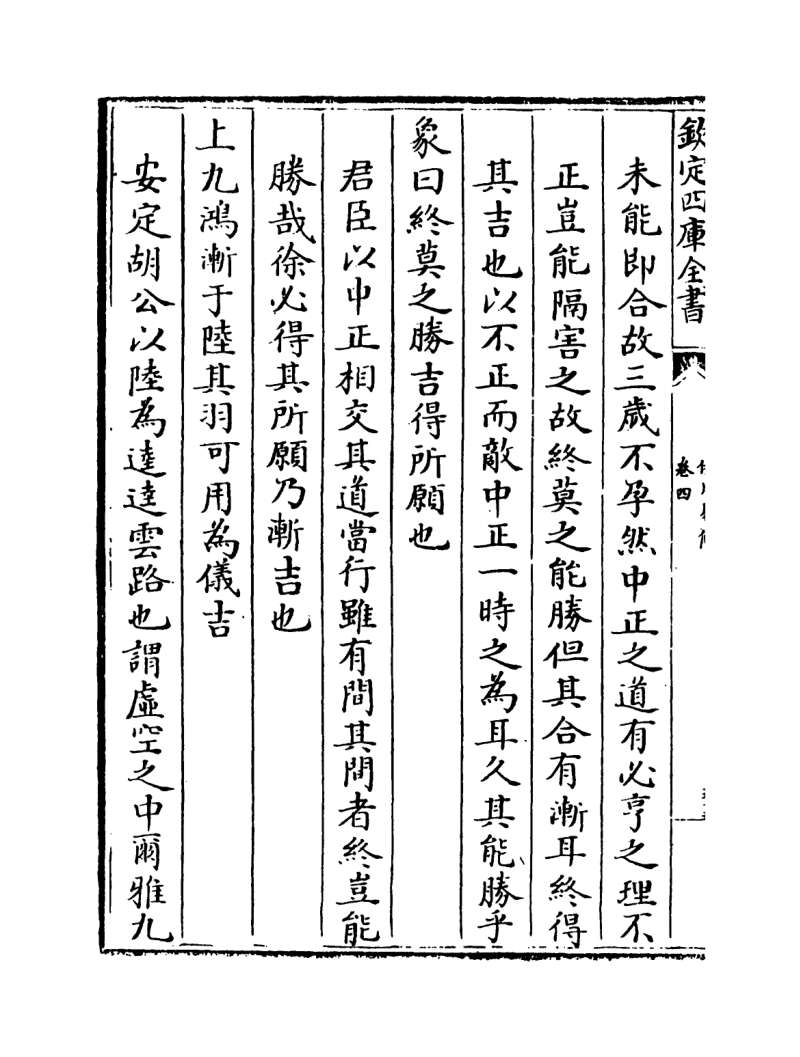 欽定四庫全書
卷四
未能即合故三歲不孕然中正之道有必亨之理不
正豈能隔害之故終莫之能勝但其合有漸耳終得
其吉也以不正而敵中正一時之為耳久其能勝乎
象曰終莫之勝吉得所願也
君臣以中正相交其道當行雖有間其間者終豈能
勝哉徐必得其所願乃漸吉也
上九鴻漸于陸其羽可用為儀吉
安定胡公以陸為逵逵雲路也謂虛空之中爾雅九